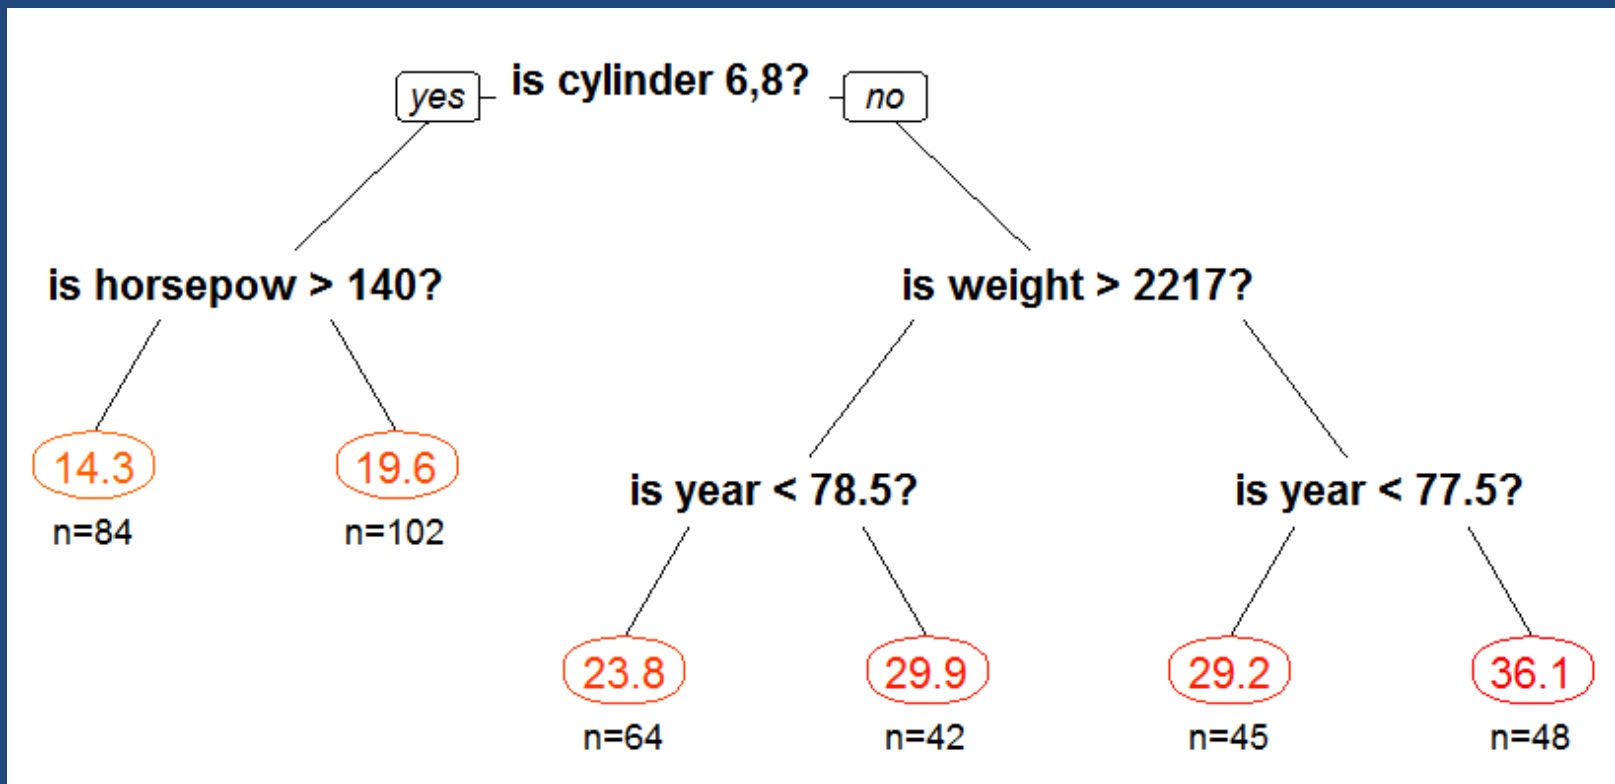 is cylinder 6,8?
yes
no
is horsepow > 140?
is weight > 2217?
14.3
19.6
is year < 78.5?
is year < 77.5?
n=84
n=102
23.8
29.9
29.2
36.1
n=64
n=42
n=45
n=48